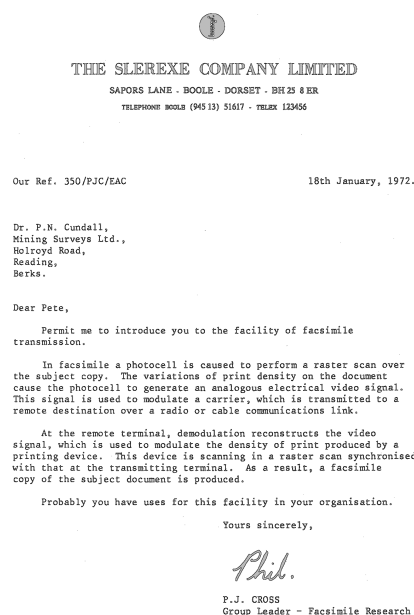 THE SLEREXE COMPANY LIMITED
SAPORS LANE - BOOLE - DORSET - BH 25 8 ER
TELEPHONE BOOLE (945 13) 51617 - TELEX 123456
Our Ref. 350/PJC/EAC 18th January, 1972.
Dr. P.N. Cundall,
Mining Surveys Ltd.,
Holroyd Road,
Reading,
Berks.
Dear Pete,
Permit me to introduce you to the facility of facsimile
transmission.
In facsimile a photocell is caused to perform a raster scan over
the subject copy. The variations of print density on the document
cause the photocell to generate an analogous electrical video signal.
This signal is used to modulate a carrier, which is transmitted to a
remote destination over a radio or cable communications link.
At the remote terminal, demodulation reconstructs the video
signal, which is used to modulate the density of print produced by a
printing device. This device is scanning in a raster scan synchronised
with that at the transmitting terminal. As a result, a facsimile
copy of the subject document is produced.
Probably you have uses for this facility in your organisation.
Yours sincerely,
Phil.
P.J. CROSS
Group Leader - Facsimile Research